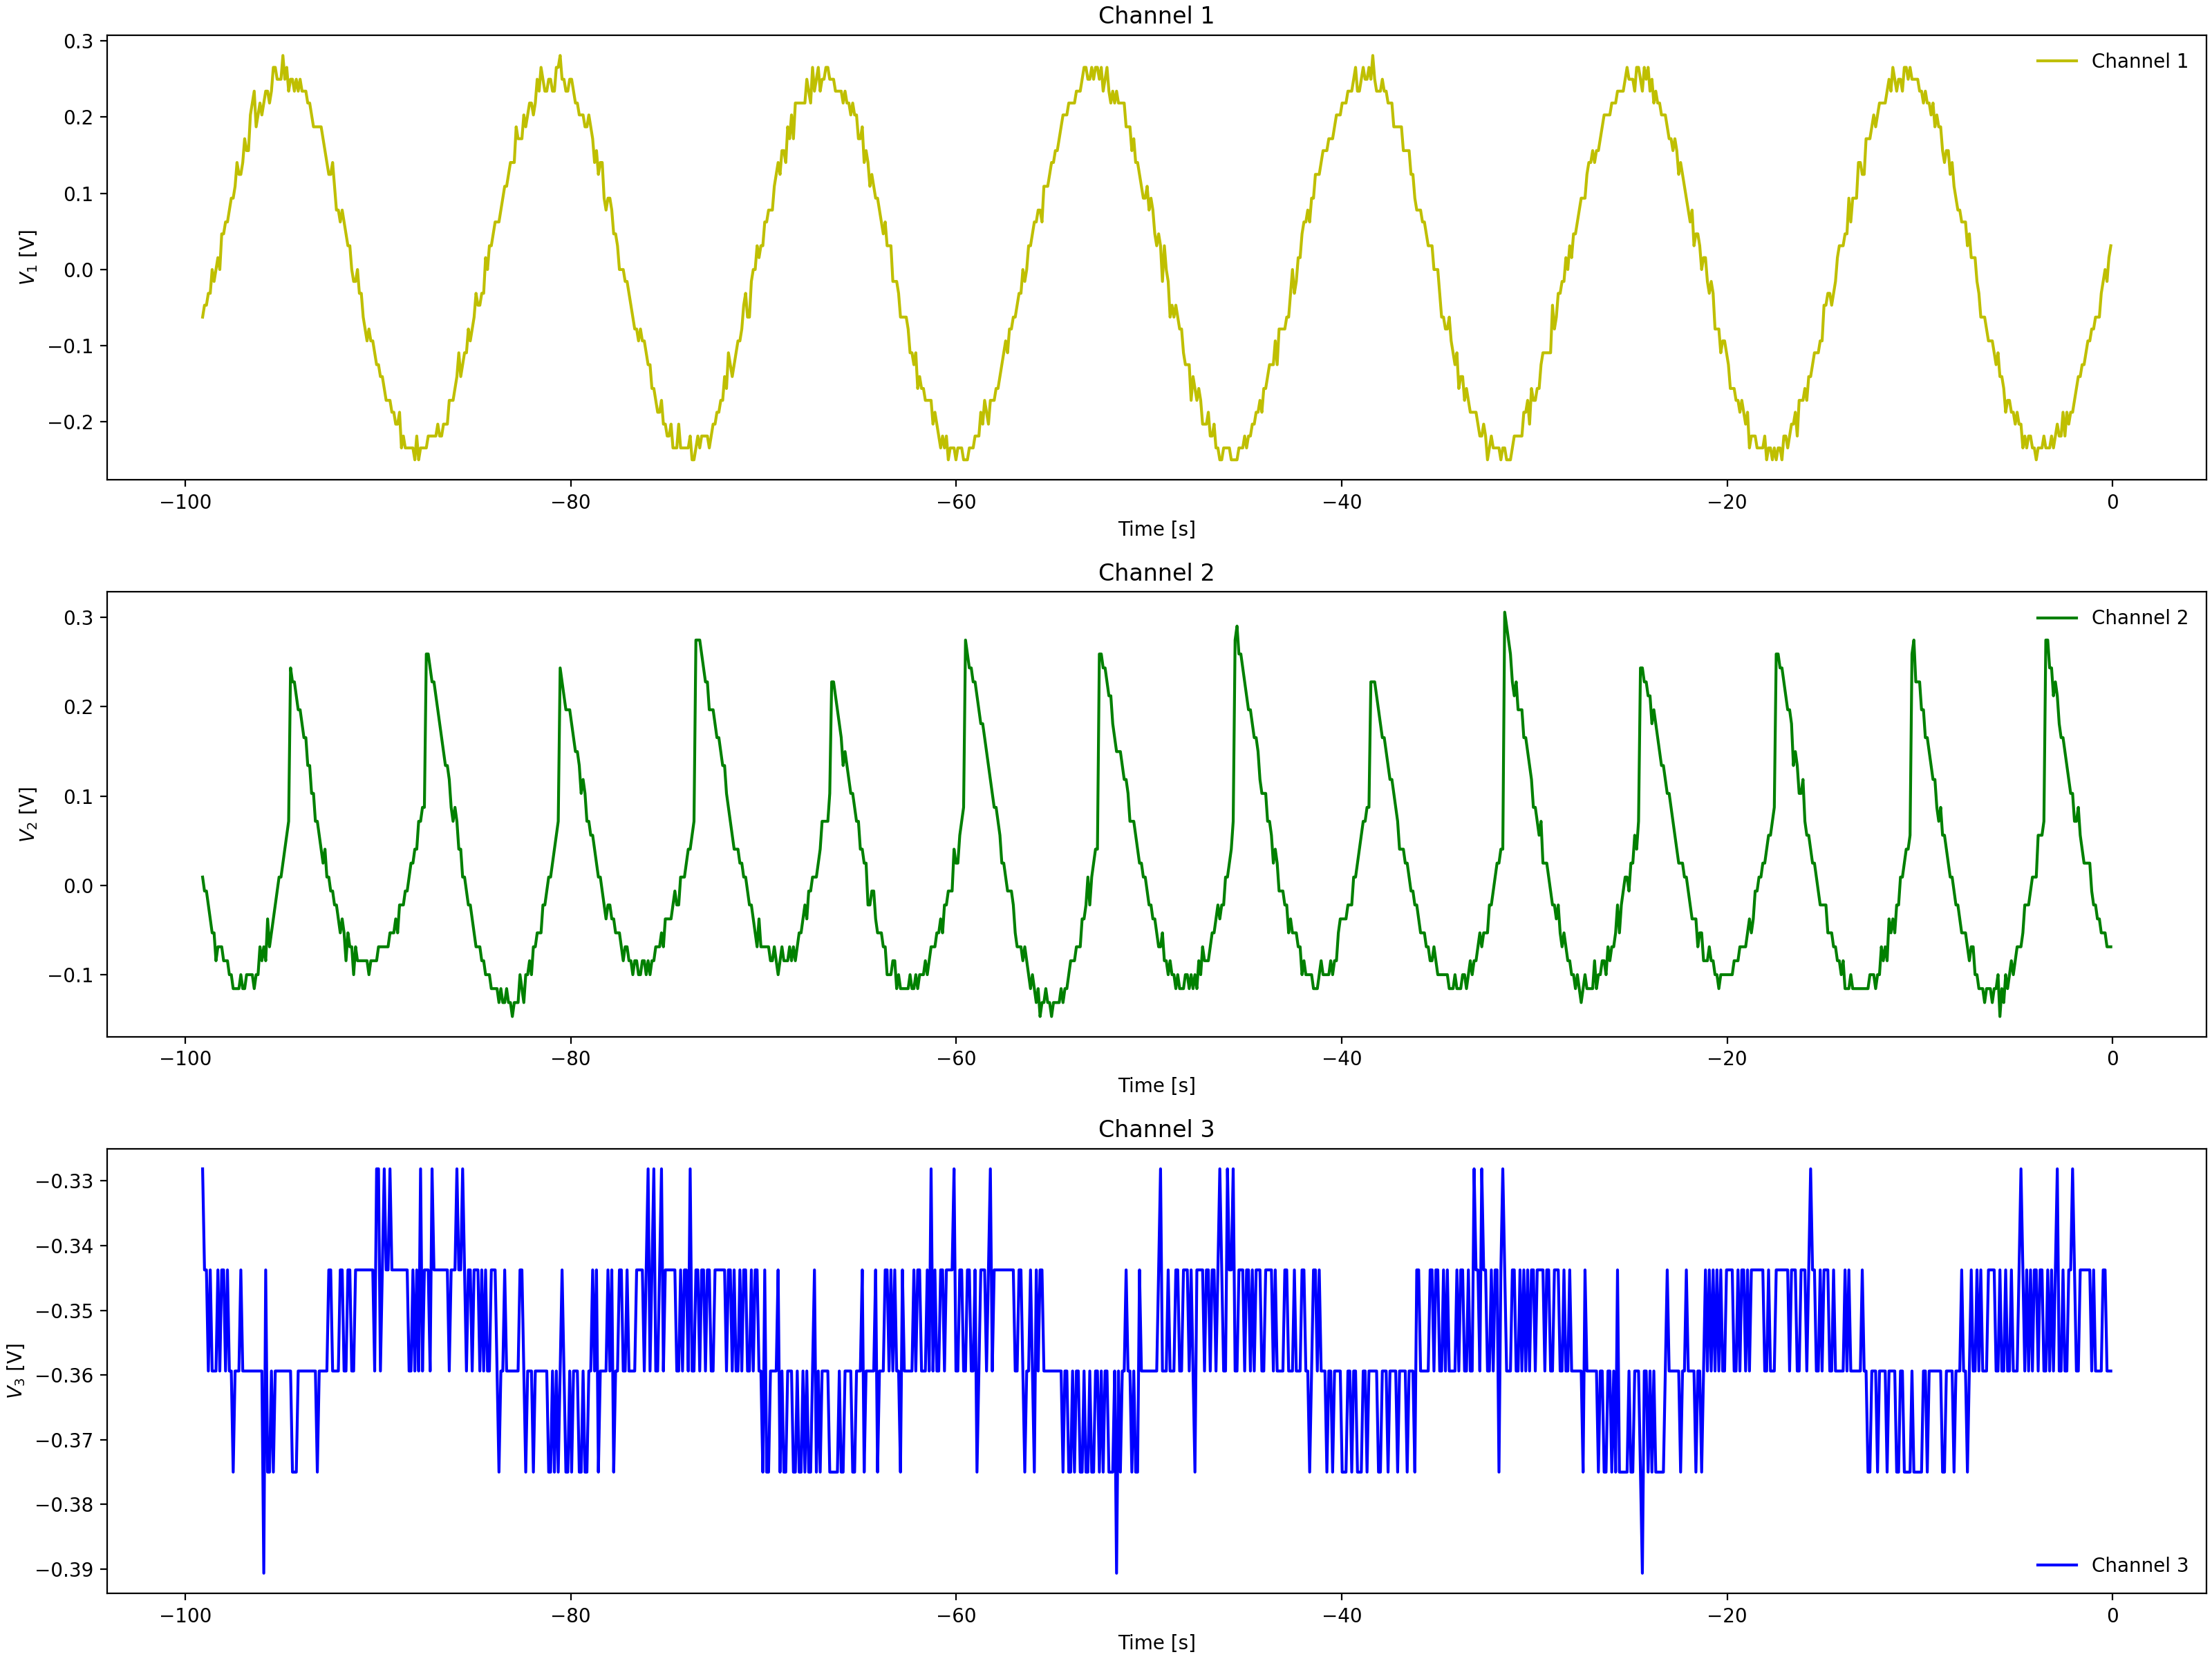 Channel 1
0.3
0.2
0.1
0.0
−0.1
−0.2
V1 [V]
Channel 1
−100 −80 −60 −40 −20 0
Time [s]
Channel 2
0.3
0.2
0.1
0.0
−0.1
V2 [V]
Channel 2
−100 −80 −60 −40 −20 0
Time [s]
Channel 3
−0.33
−0.34
−0.35
−0.36
−0.37
−0.38
−0.39
V3 [V]
Channel 3
−100 −80 −60 −40 −20 0
Time [s]